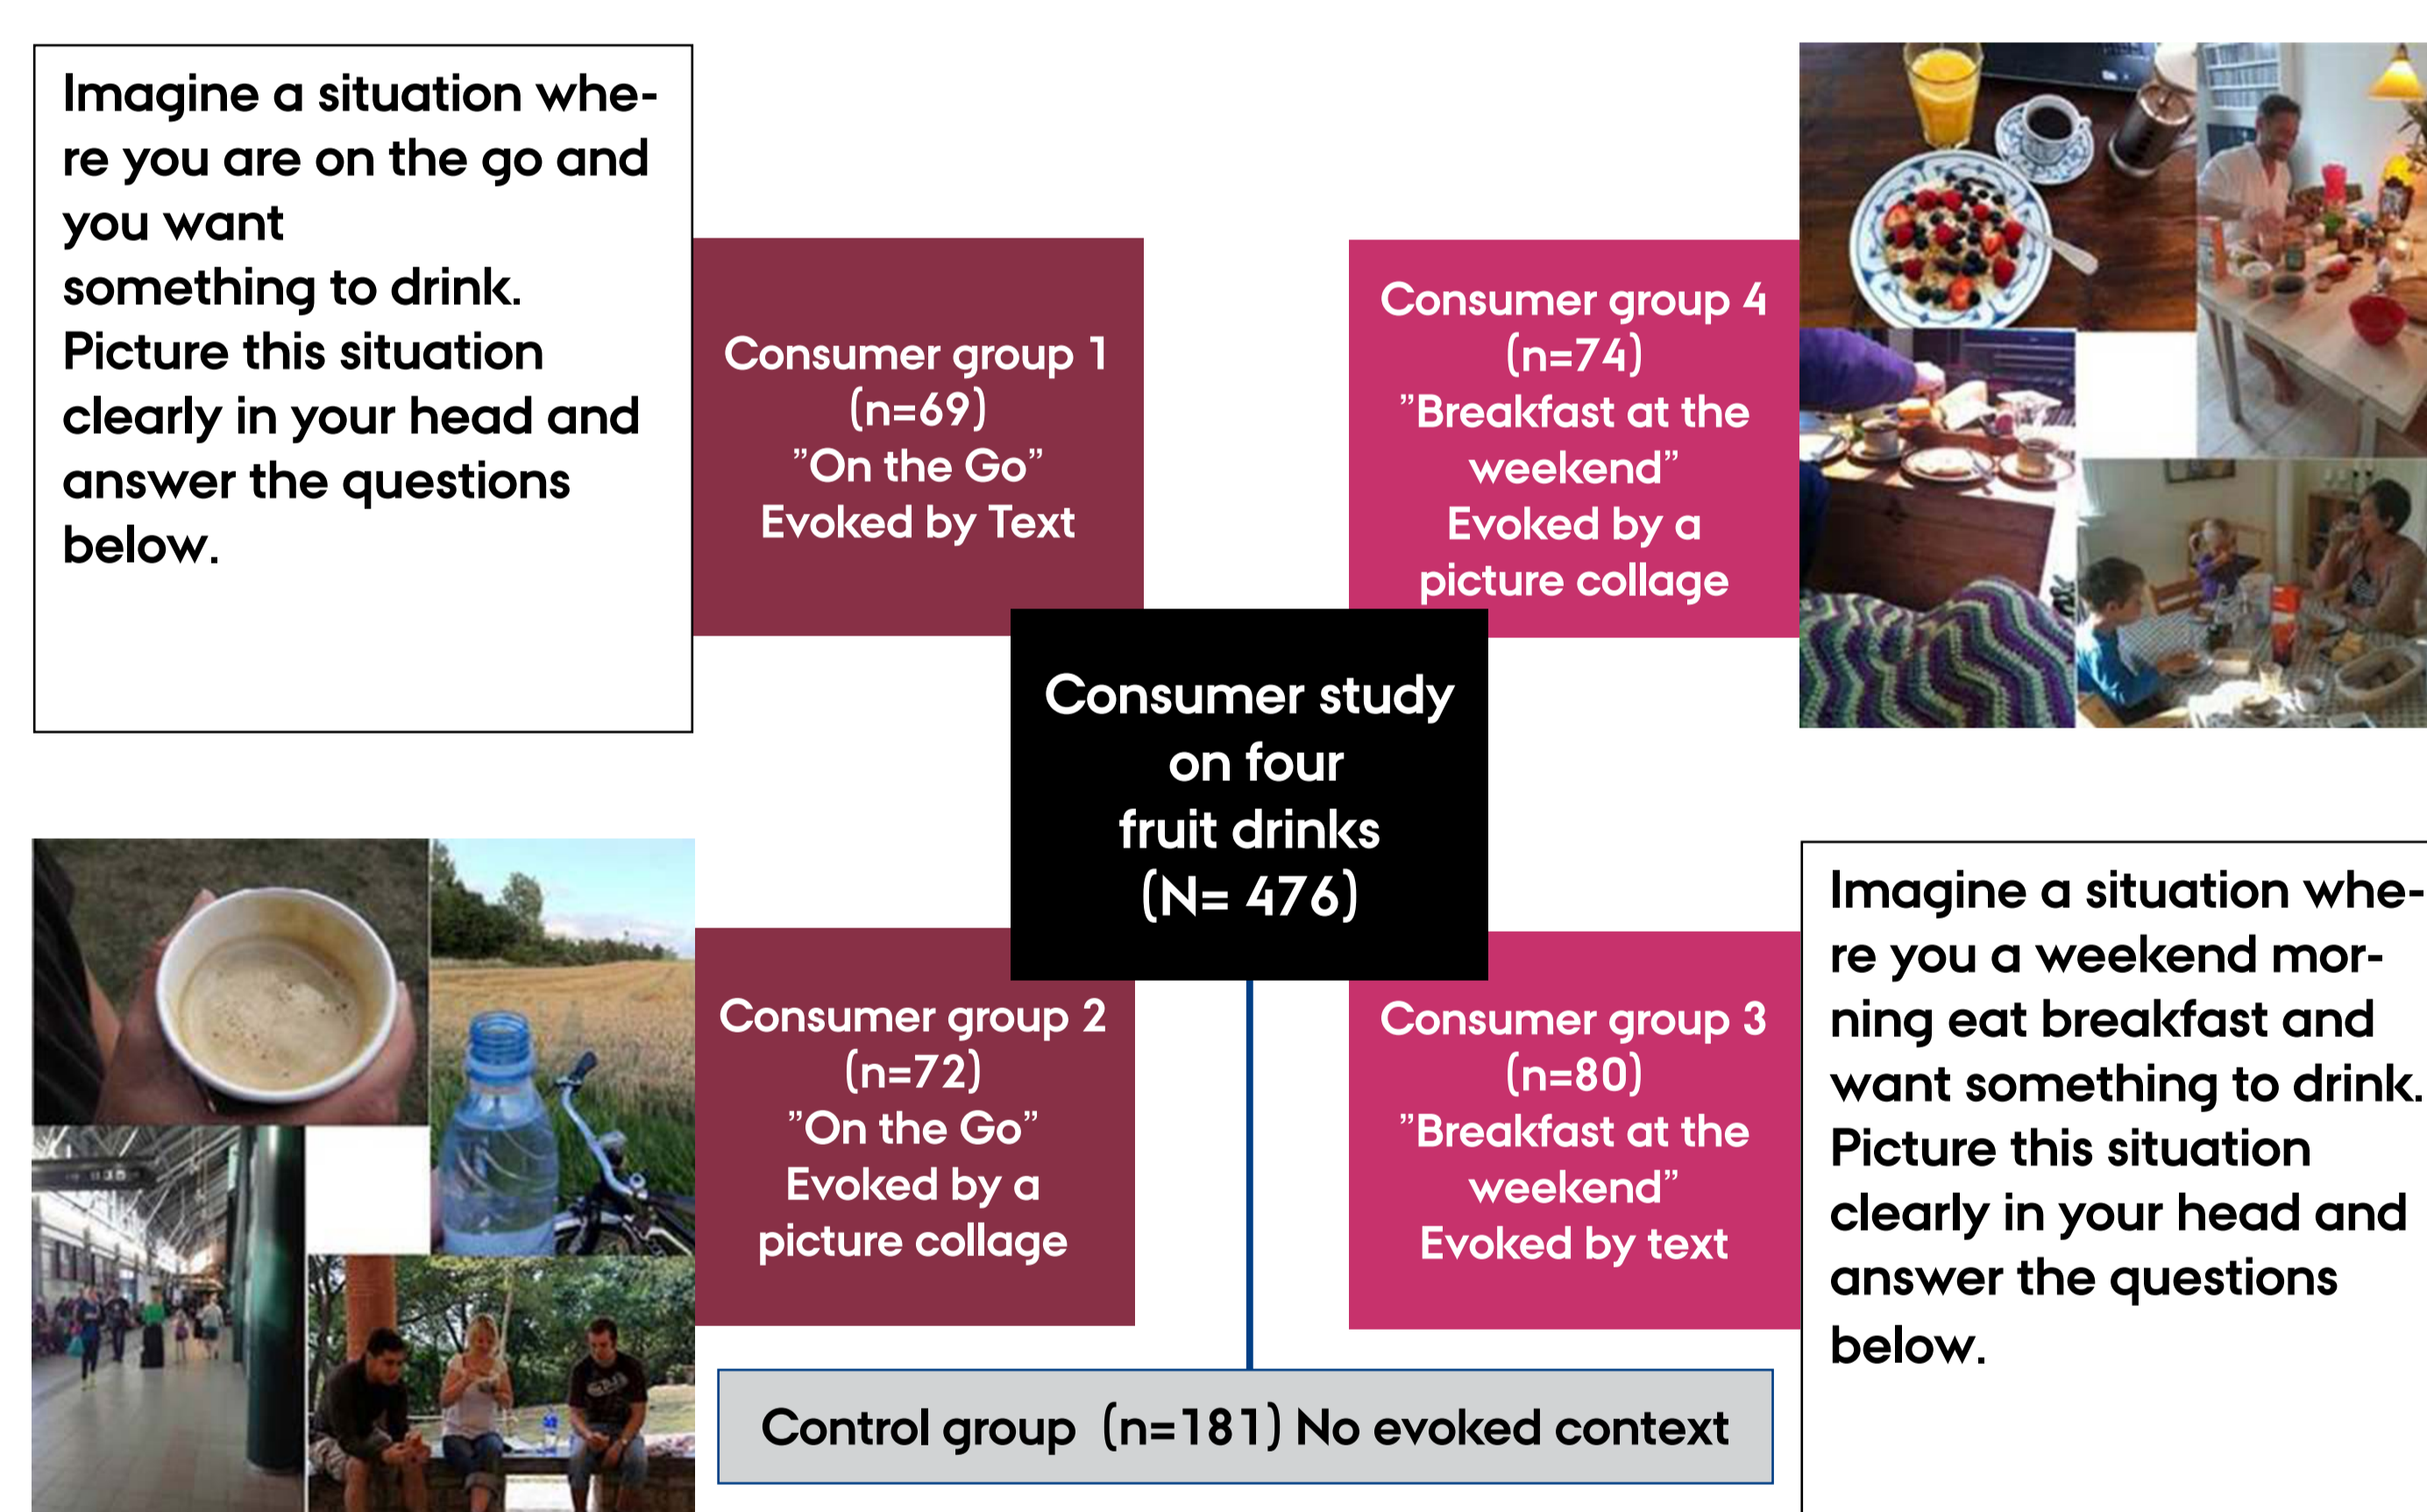 Imagine a situation whe-
re you are on the go and
you want
something to drink.
Picture this situation
clearly in your head and
answer the questions
below.
Consumer group 1
(n=69)
”On the Go”
Evoked by Text
Consumer group 4
(n=74)
”Breakfast at the
weekend”
Evoked by a
picture collage
Consumer study
on four
fruit drinks
(N= 476)
Consumer group 2
(n=72)
”On the Go”
Evoked by a
picture collage
Consumer group 3
(n=80)
”Breakfast at the
weekend”
Evoked by text
Imagine a situation whe-
re you a weekend mor-
ning eat breakfast and
want something to drink.
Picture this situation
clearly in your head and
answer the questions
below.
Control group (n=181) No evoked context